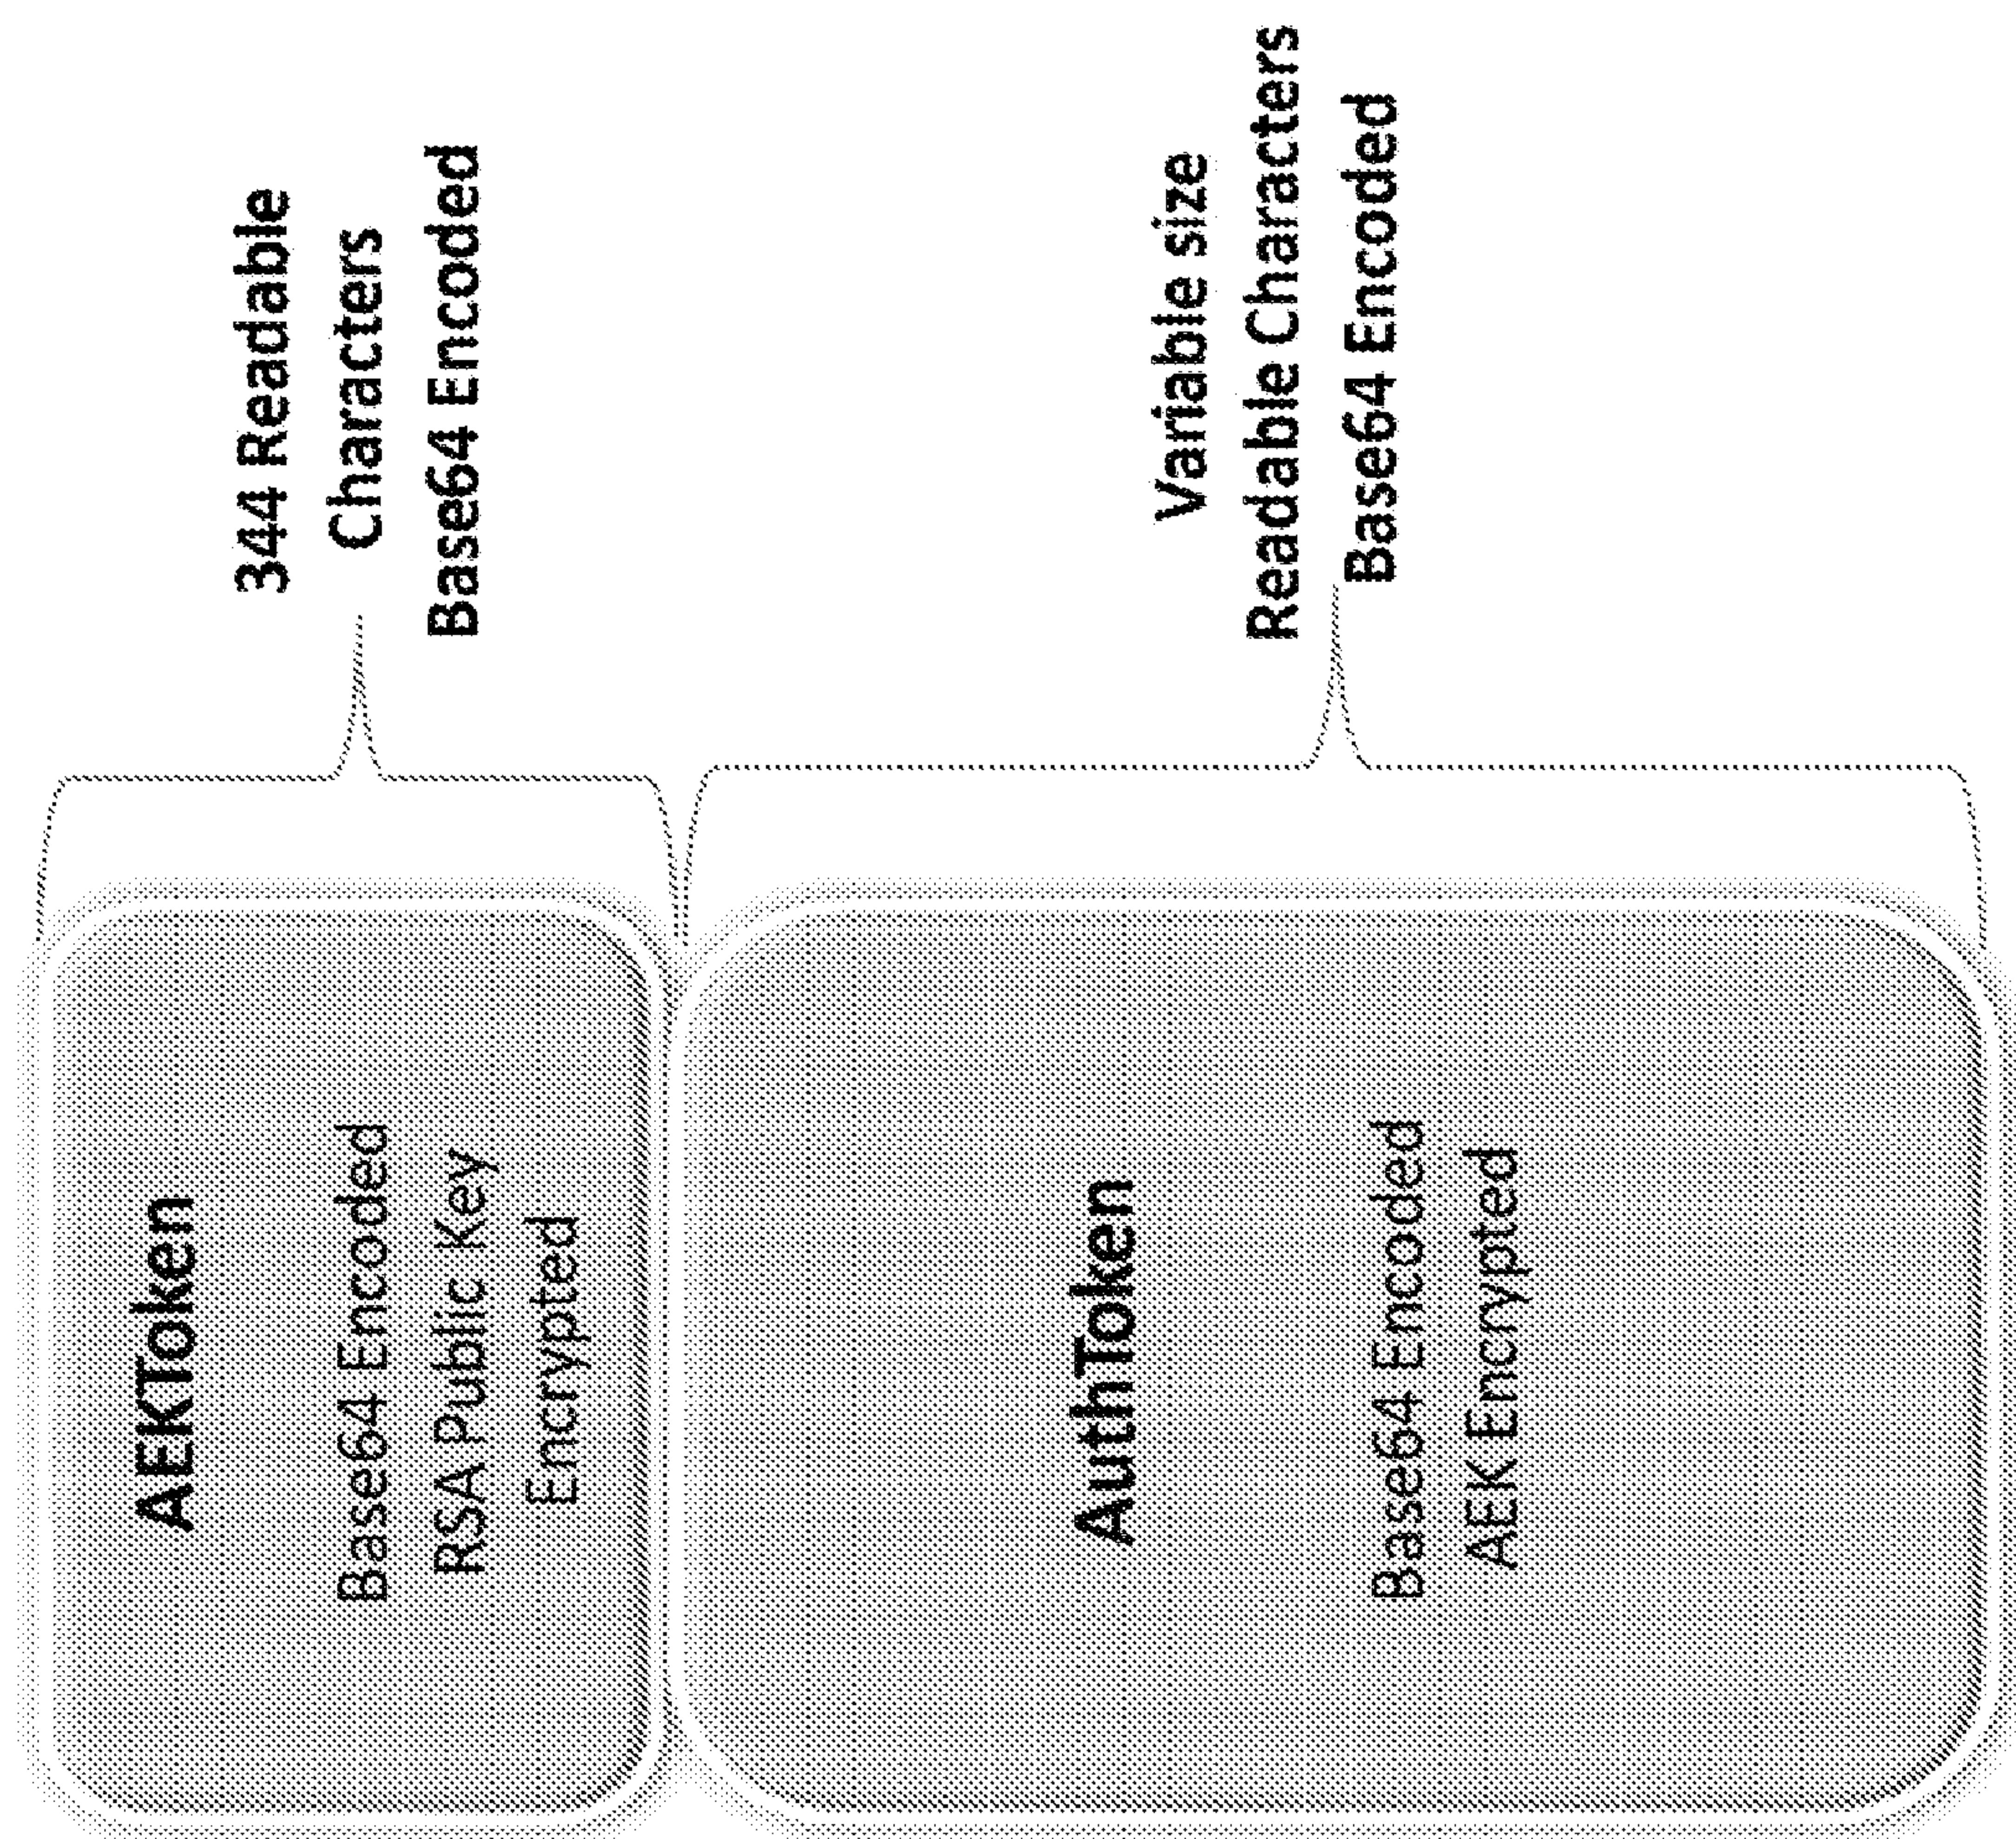 344 Readable
Characters
Base64 Encoded
Variable size
Readable Characters
Base64 Encoded
AEKToken
Base64 Encoded
RSA Public Key
Encrypted
AuthToken
Base64 Encoded
AEK Encrypted